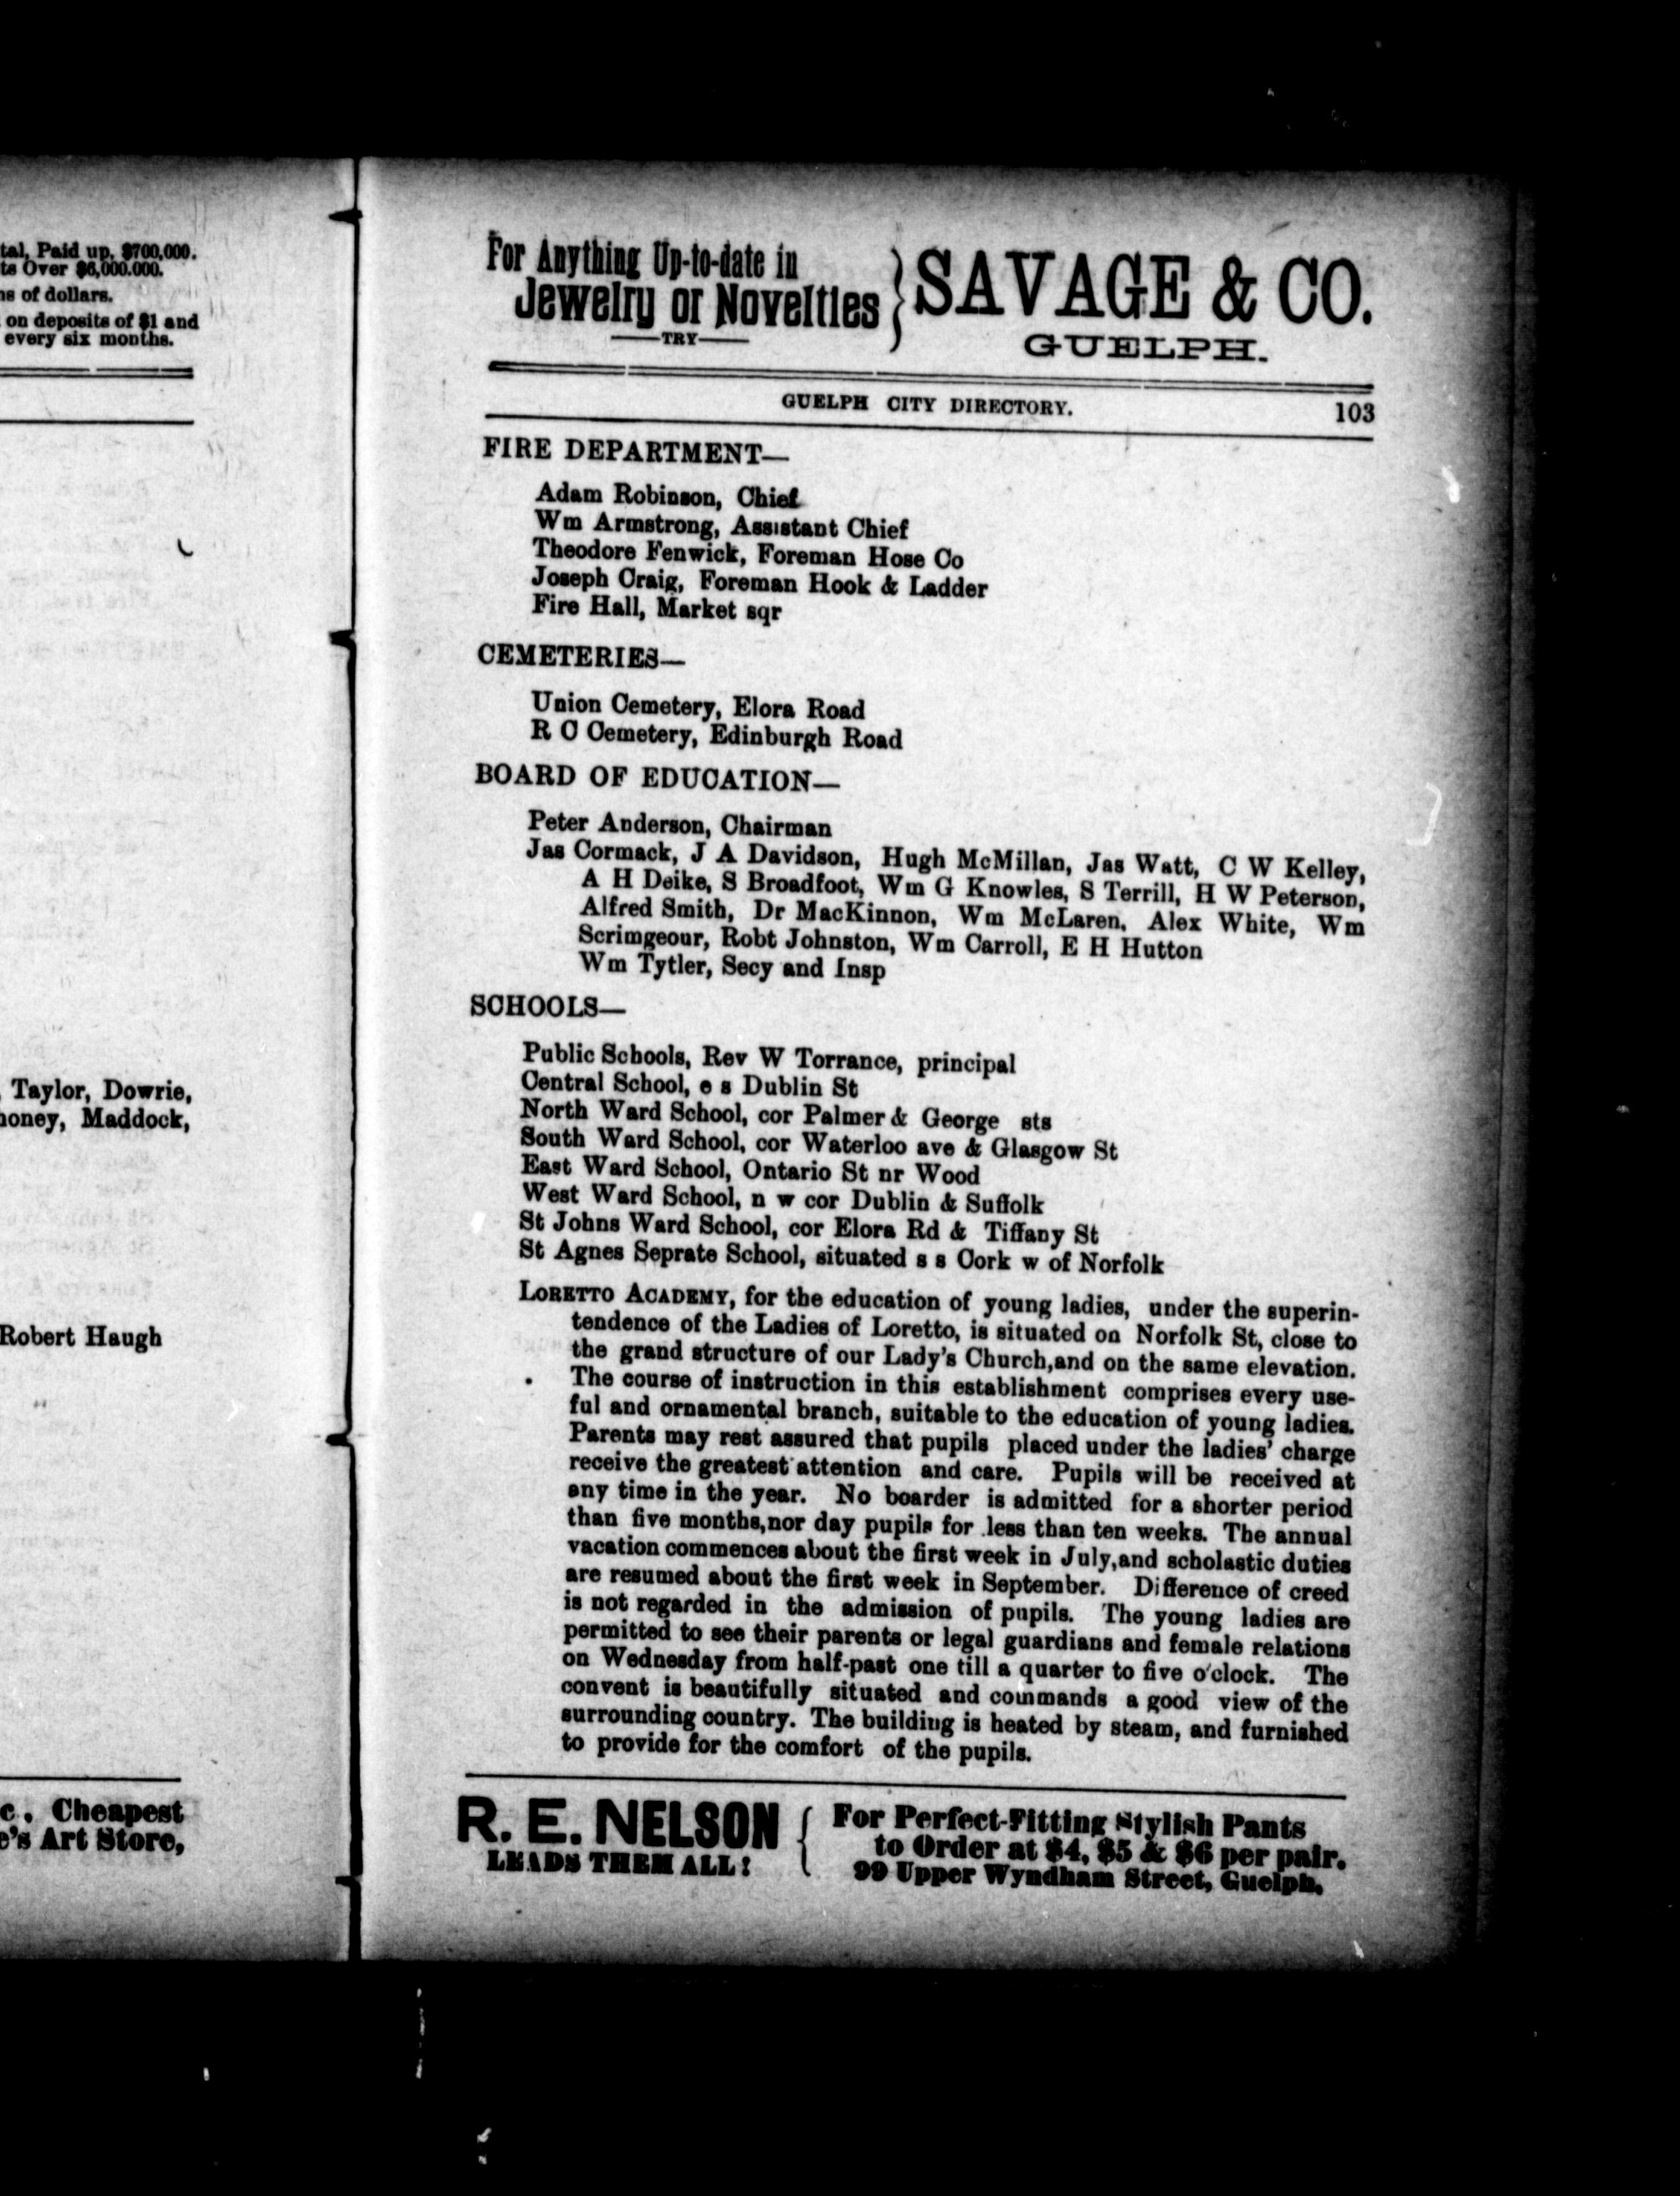 tal, Paid up, $700,000.
ts Over $6,000.000.
ns of dollars.
on deposits of $1 and
every six months.
Taylor, Dowrie,
honey, Maddock,
Robert Haugh
c. Cheapest
e's Art Store,
For Anything Up-to-date in
Jewelry or Novelties
—TRY—
SAVAGE & CO.
GUELPH.
GUELPH CITY DIRECTORY. 103
FIRE DEPARTMENT—
Adam Robinson, Chief
Wm Armstrong, Assistant Chief
Theodore Fenwick, Foreman Hose Co
Joseph Craig, Foreman Hook & Ladder
Fire Hall, Market sqr
CEMETERIES—
Union Cemetery, Elora Road
R C Cemetery, Edinburgh Road
BOARD OF EDUCATION—
Peter Anderson, Chairman
Jas Cormack, J A Davidson, Hugh McMillan, Jas Watt, C W Kelley,
A H Deike, S Broadfoot, Wm G Knowles, S Terrill, H W Peterson,
Alfred Smith, Dr MacKinnon, Wm McLaren, Alex White, Wm
Scrimgeour, Robt Johnston, Wm Carroll, E H Hutton
Wm Tytler, Secy and Insp
SCHOOLS—
Public Schools, Rev W Torrance, principal
Central School, e s Dublin St
North Ward School, cor Palmer & George sts
South Ward School, cor Waterloo ave & Glasgow St
East Ward School, Ontario St nr Wood
West Ward School, n w cor Dublin & Suffolk
St Johns Ward School, cor Elora Rd & Tiffany St
St Agnes Seprate School, situated s s Cork w of Norfolk
LORETTO ACADEMY, for the education of young ladies, under the superin-
tendence of the Ladies of Loretto, is situated on Norfolk St, close to
the grand structure of our Lady's Church,and on the same elevation.
The course of instruction in this establishment comprises every use-
ful and ornamental branch, suitable to the education of young ladies.
Parents may rest assured that pupils placed under the ladies' charge
receive the greatest attention and care. Pupils will be received at
any time in the year. No boarder is admitted for a shorter period
than five months,nor day pupils for less than ten weeks. The annual
vacation commences about the first week in July,and scholastic duties
are resumed about the first week in September. Difference of creed
is not regarded in the admission of pupils. The young ladies are
permitted to see their parents or legal guardians and female relations
on Wednesday from half-past one till a quarter to five o'clock. The
convent is beautifully situated and commands a good view of the
surrounding country. The building is heated by steam, and furnished
to provide for the comfort of the pupils.
R. E. NELSON
LEADS THEM ALL!
For Perfect-Fitting Stylish Pants
to Order at $4, $5 & $6 per pair.
99 Upper Wyndham Street, Guelph.